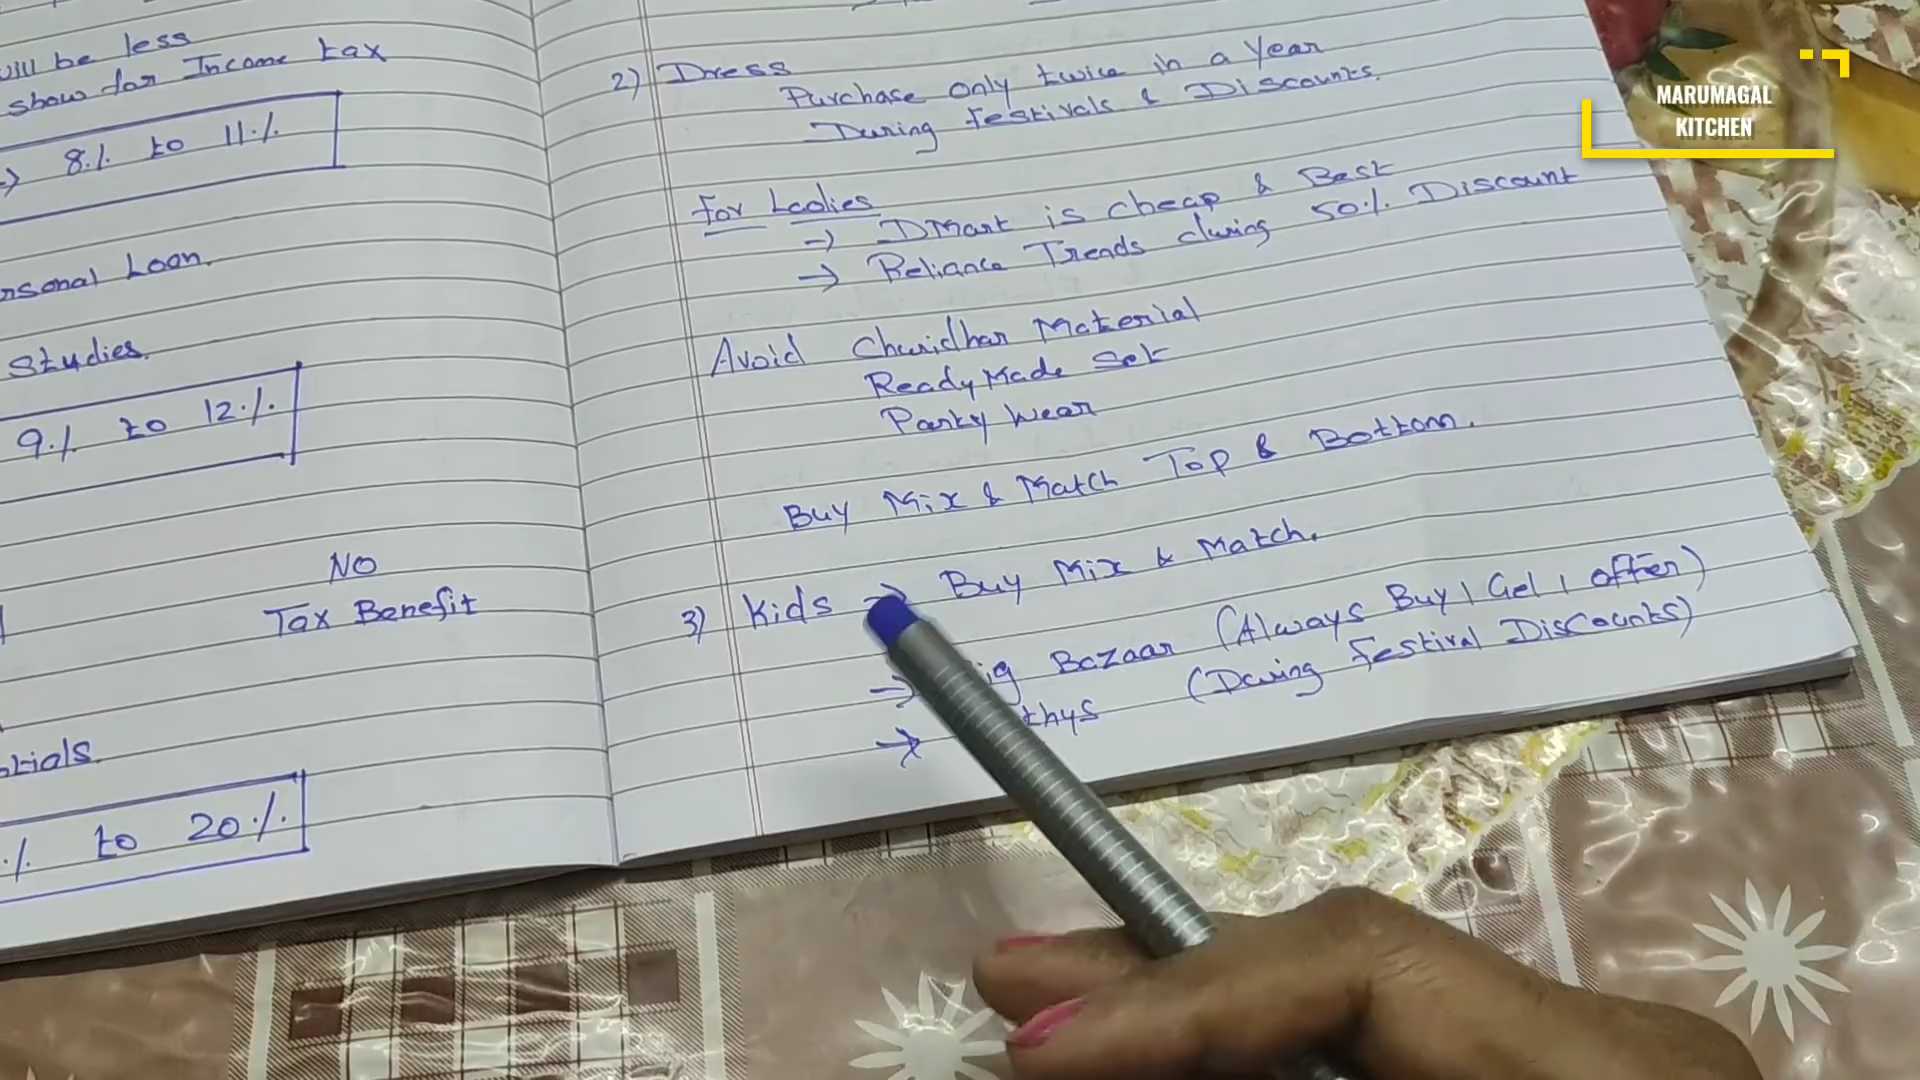 will be less
show for Income tax
→ 8% to 11%
Loan.
Studies.
9% to 12%
NO
Tax Benefit
% to 20%
2) Dress
Purchase only twice in a Year
During Festivals & Discounts.
For Ladies
→ DMart is cheap & Best
→ Reliance Trends during 50% Discount
Avoid Churidhar Material
ReadyMade Set
Party Wear
Buy Mix & Match Top & Bottom.
3) Kids → Buy Mix & Match.
→ Bazaar (Always Buy 1 Get 1 offer)
→ (During Festival Discounts)
MARUMAGAL
KITCHEN